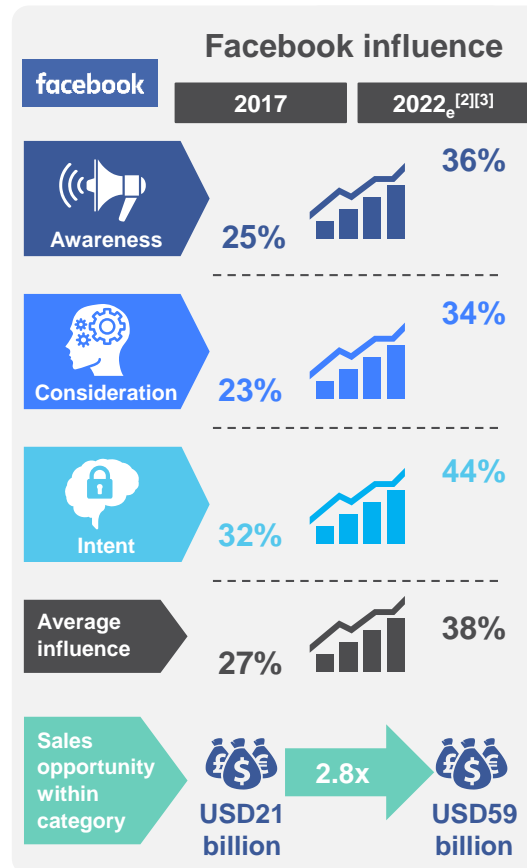 Facebook influence
facebook
2017
2022e[2][3]
36%
Awareness
25%
34%
Consideration
23%
44%
Intent
32%
Average
influence
38%
27%
Sales
opportunity
within
category
£ $ €
2.8x
£ $ €
USD21
billion
USD59
billion